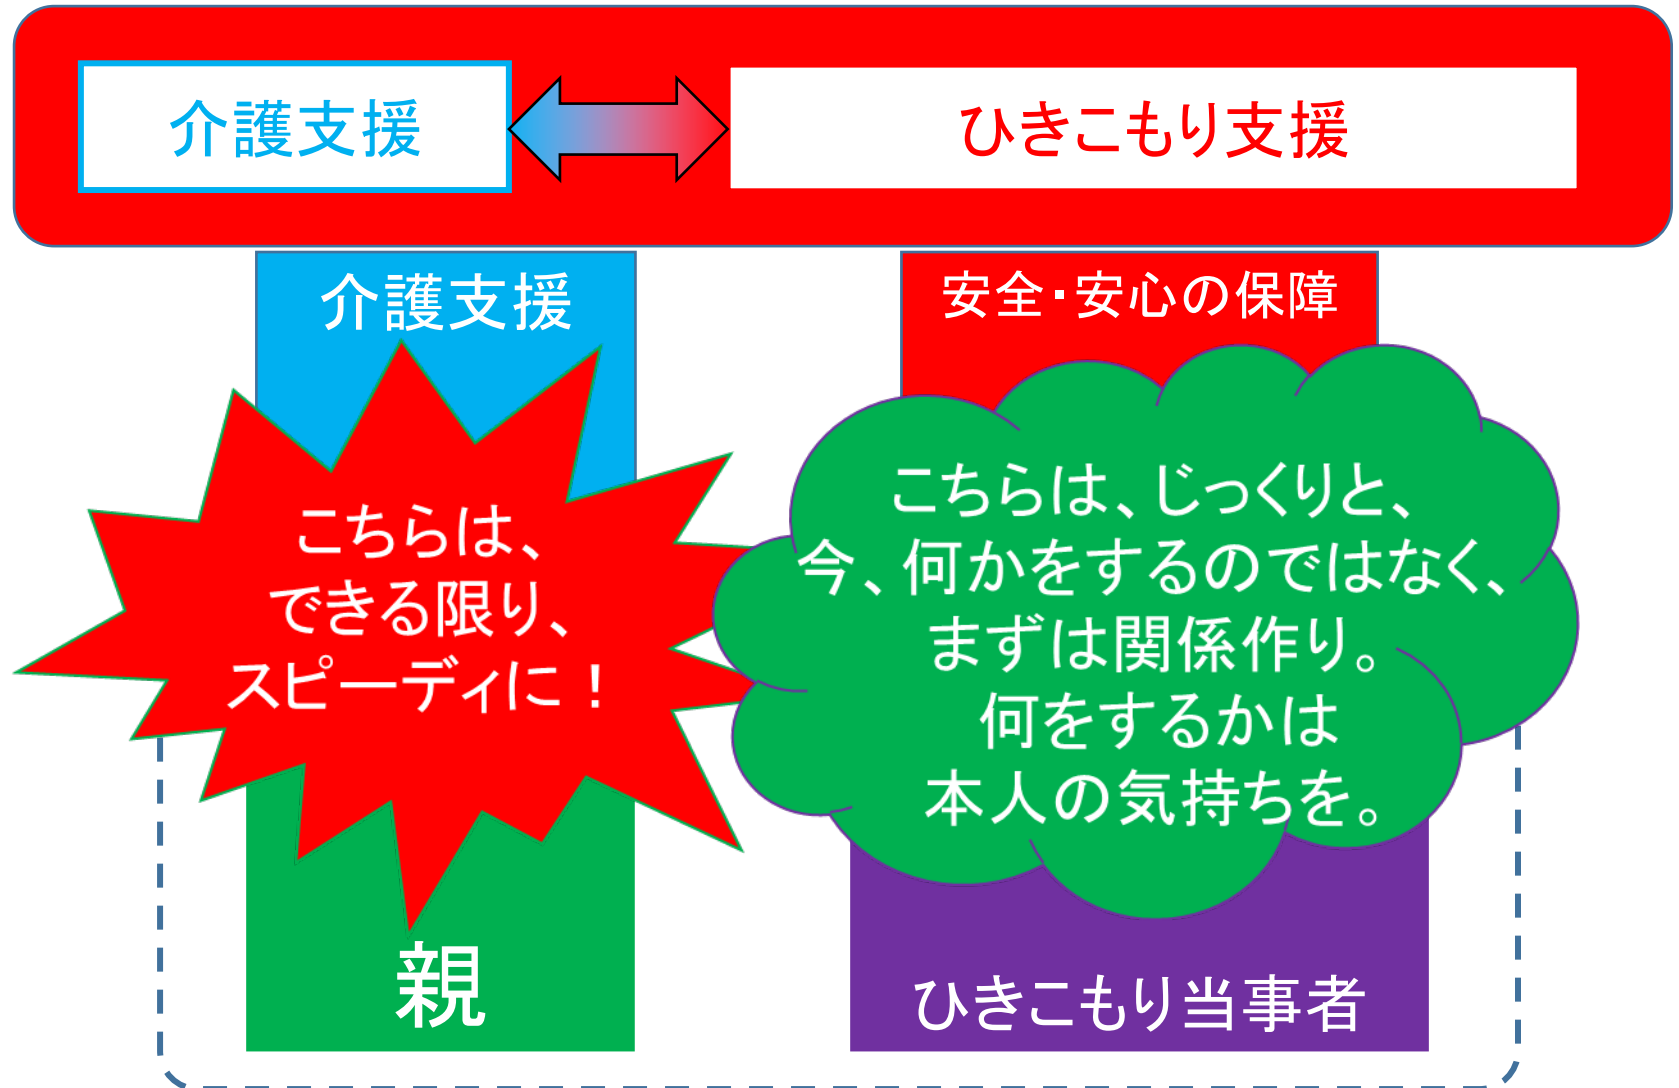 介護支援
ひきこもり支援
介護支援
安全・安心の保障
こちらは、
できる限り、
スピーディに！
こちらは、じっくりと、
今、何かをするのではなく、
まずは関係作り。
何をするかは
本人の気持ちを。
親
ひきこもり当事者